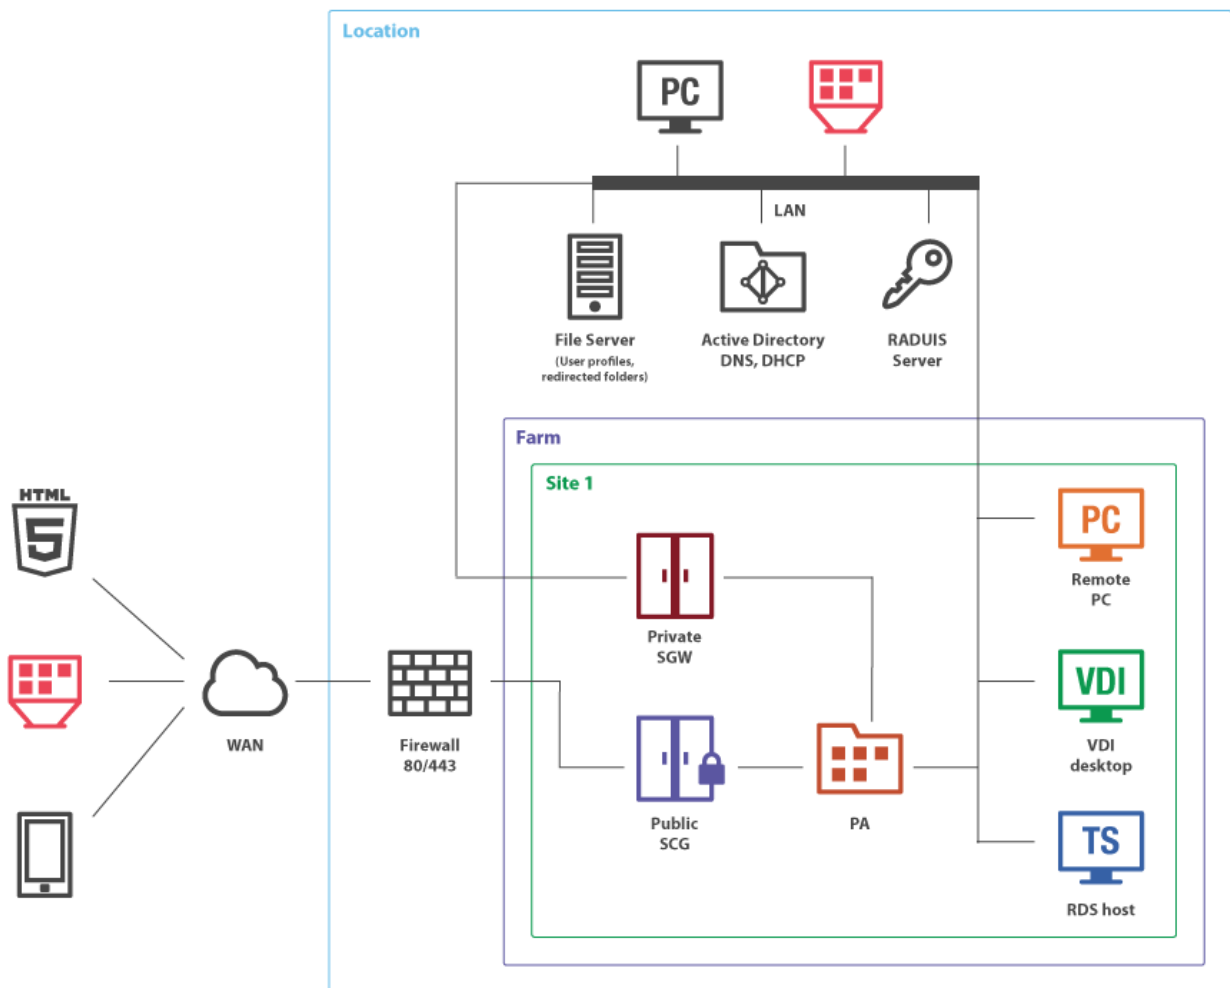 Location
PC
LAN
File Server
(User profiles,
redirected folders)
Active Directory
DNS, DHCP
RADUIS
Server
Farm
Site 1
HTML
5
PC
Remote
PC
Private
SGW
WAN
Firewall
80/443
VDI
VDI
desktop
Public
SCG
PA
TS
RDS host